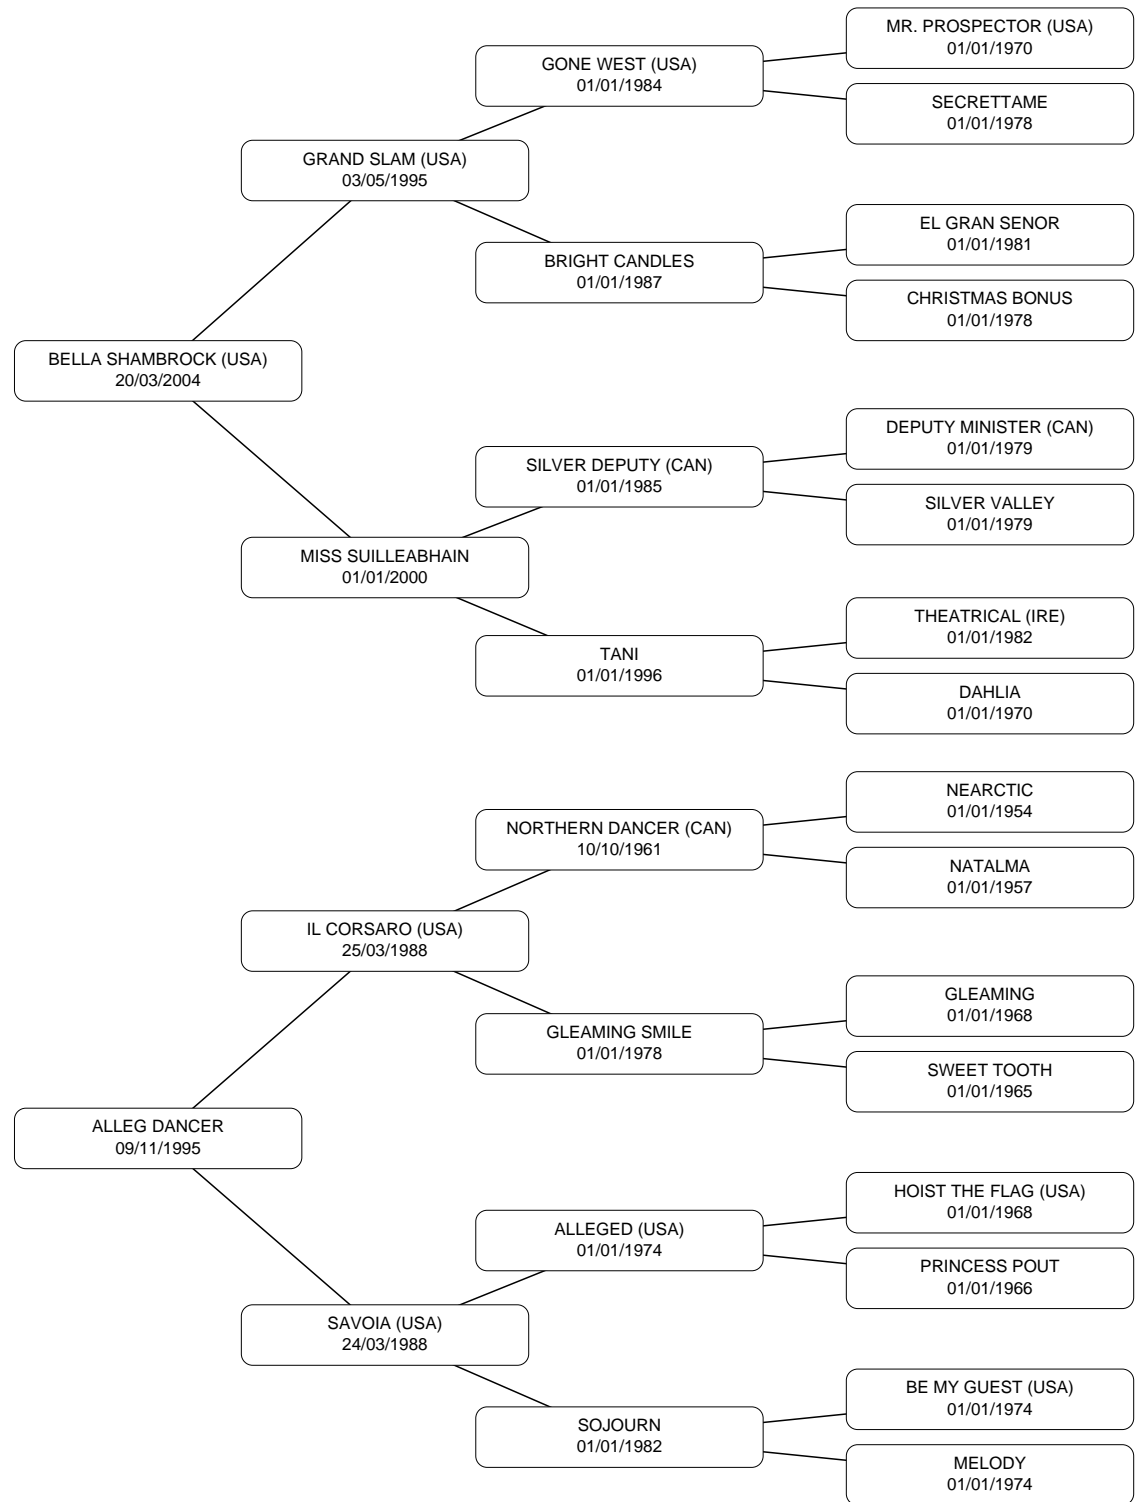 MR. PROSPECTOR (USA)
01/01/1970
GONE WEST (USA)
01/01/1984
SECRETTAME
01/01/1978
GRAND SLAM (USA)
03/05/1995
EL GRAN SENOR
01/01/1981
BRIGHT CANDLES
01/01/1987
CHRISTMAS BONUS
01/01/1978
BELLA SHAMBROCK (USA)
20/03/2004
DEPUTY MINISTER (CAN)
01/01/1979
SILVER DEPUTY (CAN)
01/01/1985
SILVER VALLEY
01/01/1979
MISS SUILLEABHAIN
01/01/2000
THEATRICAL (IRE)
01/01/1982
TANI
01/01/1996
DAHLIA
01/01/1970
NEARCTIC
01/01/1954
NORTHERN DANCER (CAN)
10/10/1961
NATALMA
01/01/1957
IL CORSARO (USA)
25/03/1988
GLEAMING
01/01/1968
GLEAMING SMILE
01/01/1978
SWEET TOOTH
01/01/1965
ALLEG DANCER
09/11/1995
HOIST THE FLAG (USA)
01/01/1968
ALLEGED (USA)
01/01/1974
PRINCESS POUT
01/01/1966
SAVOIA (USA)
24/03/1988
BE MY GUEST (USA)
01/01/1974
SOJOURN
01/01/1982
MELODY
01/01/1974